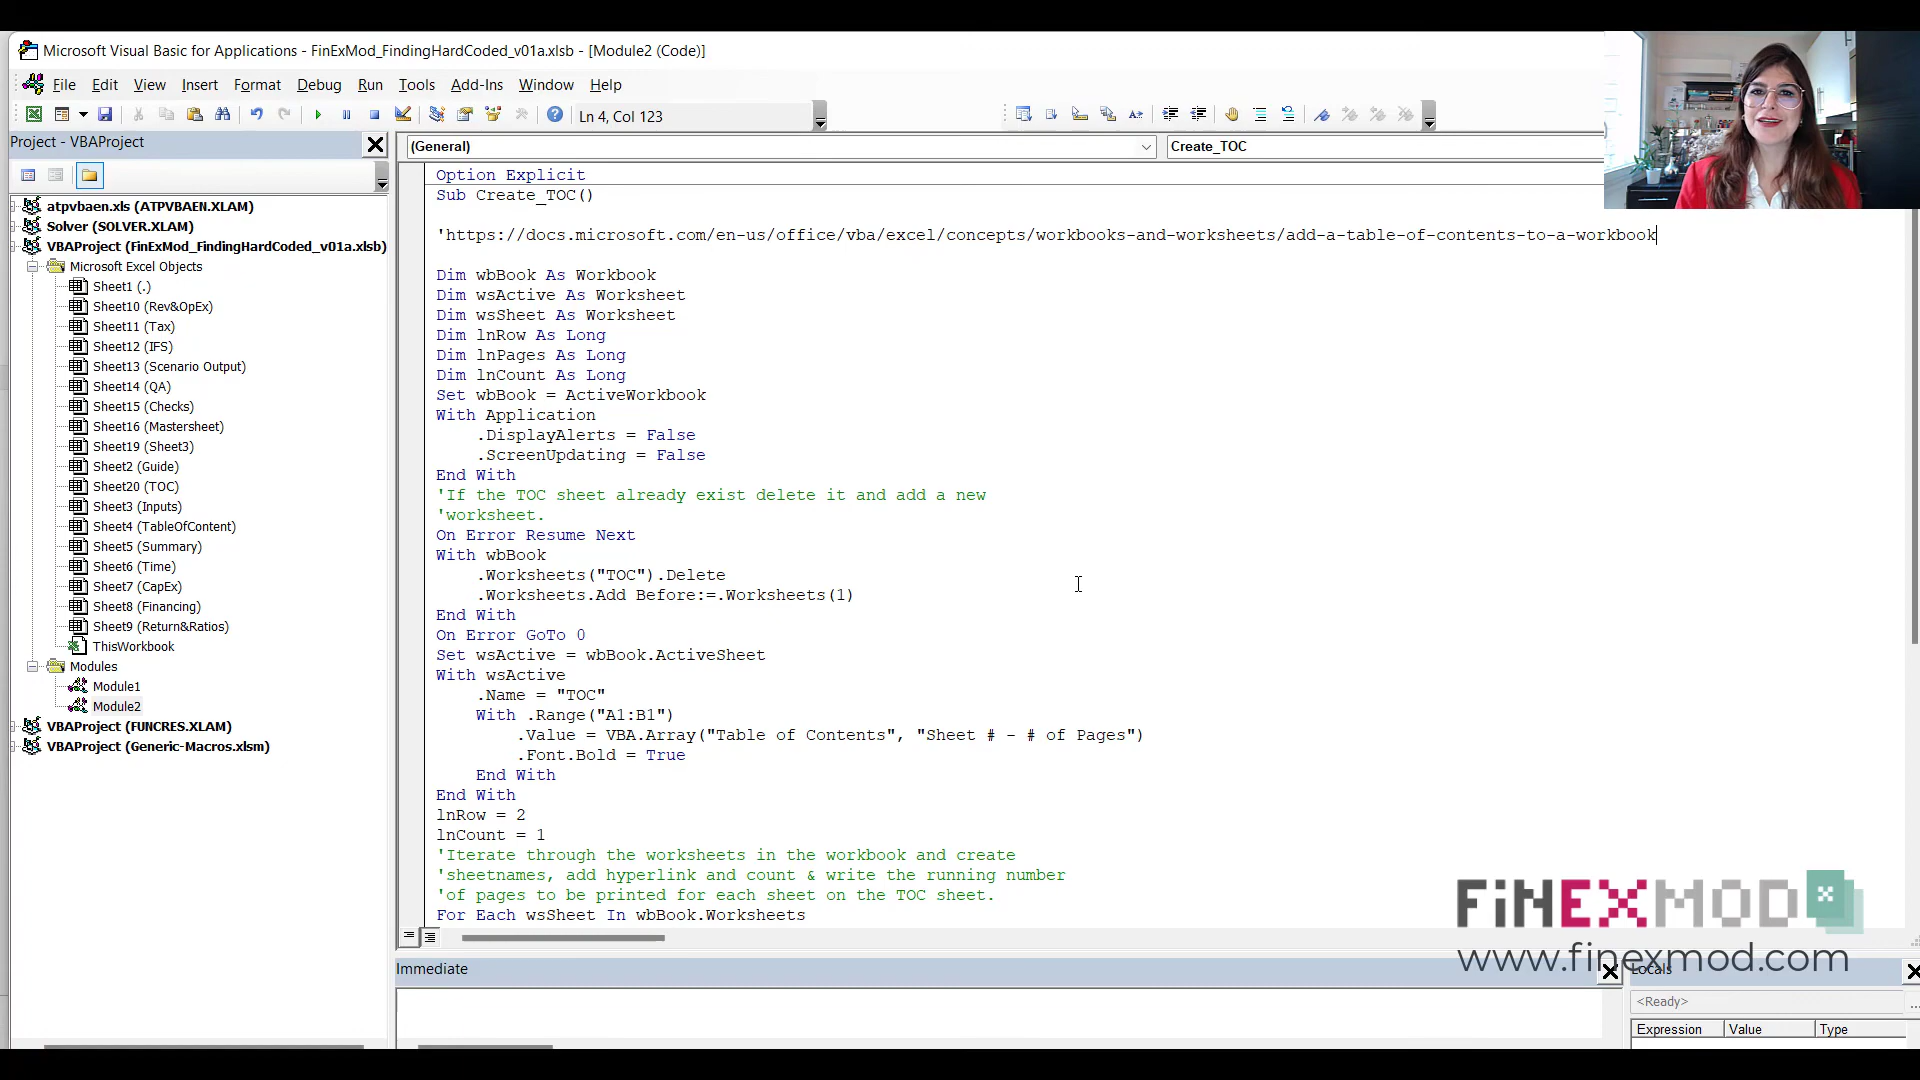 Microsoft Visual Basic for Applications - FinExMod_FindingHardCoded_v01a.xlsb - [Module2 (Code)]
File Edit View Insert Format Debug Run Tools Add-Ins Window Help
Ln 4, Col 123
Project - VBAProject
(General)
Create_TOC
atpvbaen.xls (ATPVBAEN.XLAM)
Solver (SOLVER.XLAM)
VBAProject (FinExMod_FindingHardCoded_v01a.xlsb)
Microsoft Excel Objects
Sheet1 (.)
Sheet10 (Rev&OpEx)
Sheet11 (Tax)
Sheet12 (IFS)
Sheet13 (Scenario Output)
Sheet14 (QA)
Sheet15 (Checks)
Sheet16 (Mastersheet)
Sheet19 (Sheet3)
Sheet2 (Guide)
Sheet20 (TOC)
Sheet3 (Inputs)
Sheet4 (TableOfContent)
Sheet5 (Summary)
Sheet6 (Time)
Sheet7 (CapEx)
Sheet8 (Financing)
Sheet9 (Return&Ratios)
ThisWorkbook
Modules
Module1
Module2
VBAProject (FUNCRES.XLAM)
VBAProject (Generic-Macros.xlsm)
Option Explicit
Sub Create_TOC()
'https://docs.microsoft.com/en-us/office/vba/excel/concepts/workbooks-and-worksheets/add-a-table-of-contents-to-a-workbook
Dim wbBook As Workbook
Dim wsActive As Worksheet
Dim wsSheet As Worksheet
Dim lnRow As Long
Dim lnPages As Long
Dim lnCount As Long
Set wbBook = ActiveWorkbook
With Application
.DisplayAlerts = False
.ScreenUpdating = False
End With
'If the TOC sheet already exist delete it and add a new
'worksheet.
On Error Resume Next
With wbBook
.Worksheets("TOC").Delete
.Worksheets.Add Before:=.Worksheets(1)
End With
On Error GoTo 0
Set wsActive = wbBook.ActiveSheet
With wsActive
.Name = "TOC"
With .Range("A1:B1")
.Value = VBA.Array("Table of Contents", "Sheet # - # of Pages")
.Font.Bold = True
End With
End With
lnRow = 2
lnCount = 1
'Iterate through the worksheets in the workbook and create
'sheetnames, add hyperlink and count & write the running number
'of pages to be printed for each sheet on the TOC sheet.
For Each wsSheet In wbBook.Worksheets
FINEXMOD
www.finexmod.com
Immediate
Locals
<Ready>
Expression Value Type